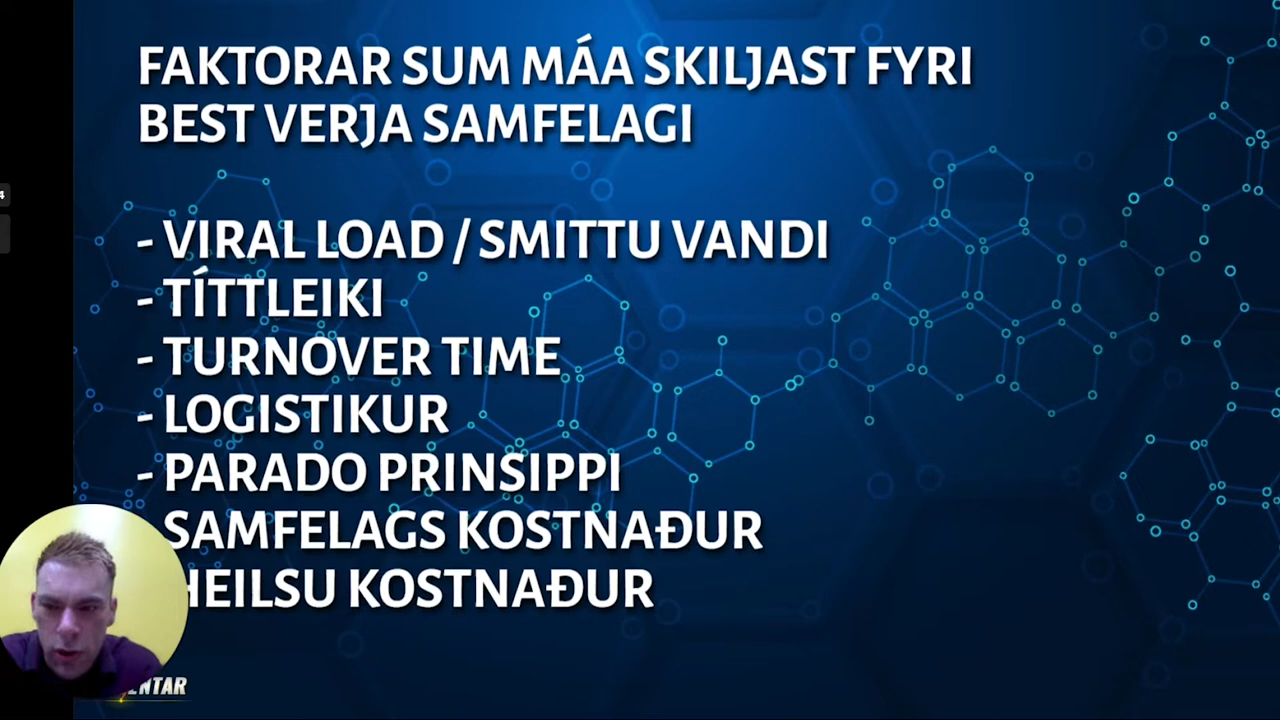 FAKTORAR SUM MÁA SKILJAST FYRI
BEST VERJA SAMFELAGI
- VIRAL LOAD / SMITTU VANDI
- TÍTTLEIKI
- TURNOVER TIME
- LOGISTIKUR
- PARADO PRINSIPPI
SAMFELAGS KOSTNAÐUR
HEILSU KOSTNAÐUR
4